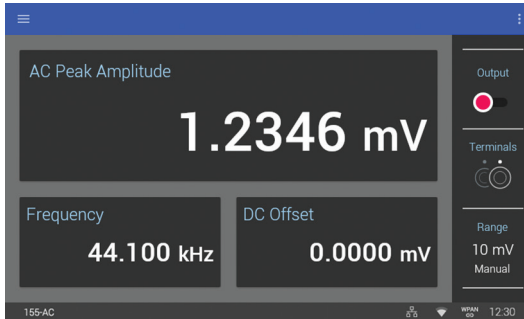 AC Peak Amplitude
1.2346 mV
Frequency
44.100 kHz
DC Offset
0.0000 mV
Output
Terminals
Range
10 mV
Manual
155-AC
WPAN
12:30